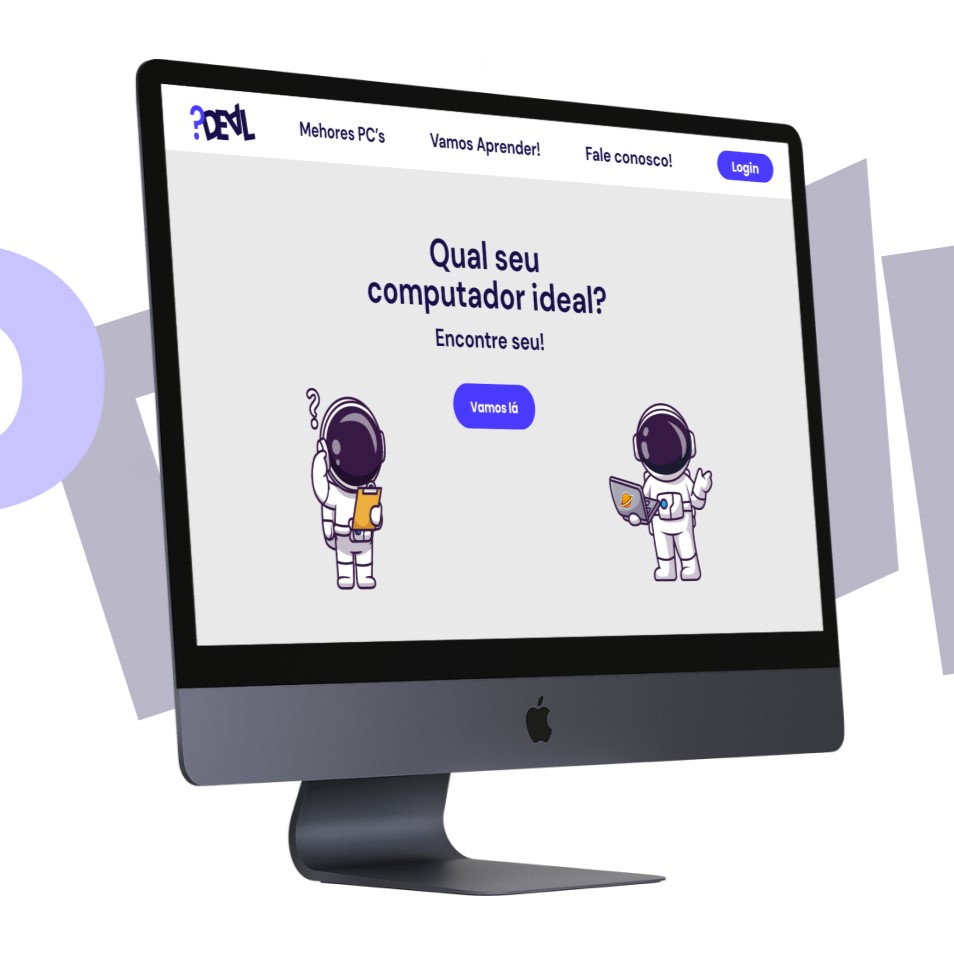 ?DEAL
Mehores PC's
Vamos Aprender!
Fale conosco!
Login
Qual seu
computador ideal?
Encontre seu!
Vamos lá